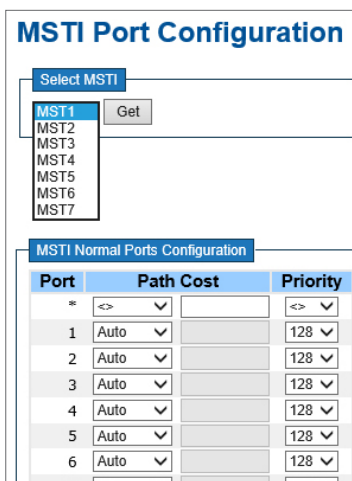 MSTI Port Configuration
Select MSTI
MST1 Get
MST2
MST3
MST4
MST5
MST6
MST7
MSTI Normal Ports Configuration
Port Path Cost Priority
* <> <>
1 Auto 128
2 Auto 128
3 Auto 128
4 Auto 128
5 Auto 128
6 Auto 128